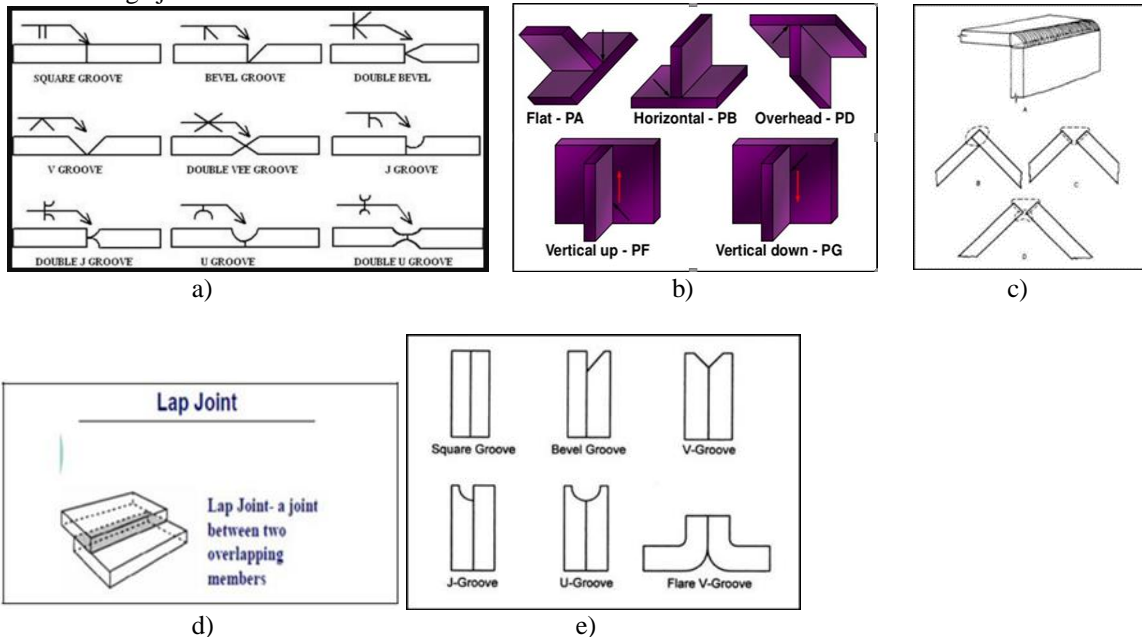 SQUARE GROOVE BEVEL GROOVE DOUBLE BEVEL
V GROOVE DOUBLE VEE GROOVE J GROOVE
DOUBLE J GROOVE U GROOVE DOUBLE U GROOVE
a)
Flat - PA Horizontal - PB Overhead - PD
Vertical up - PF Vertical down - PG
b)
A
B C
D
c)
Lap Joint
Lap Joint- a joint
between two
overlapping
members
d)
Square Groove Bevel Groove V-Groove
J-Groove U-Groove Flare V-Groove
e)